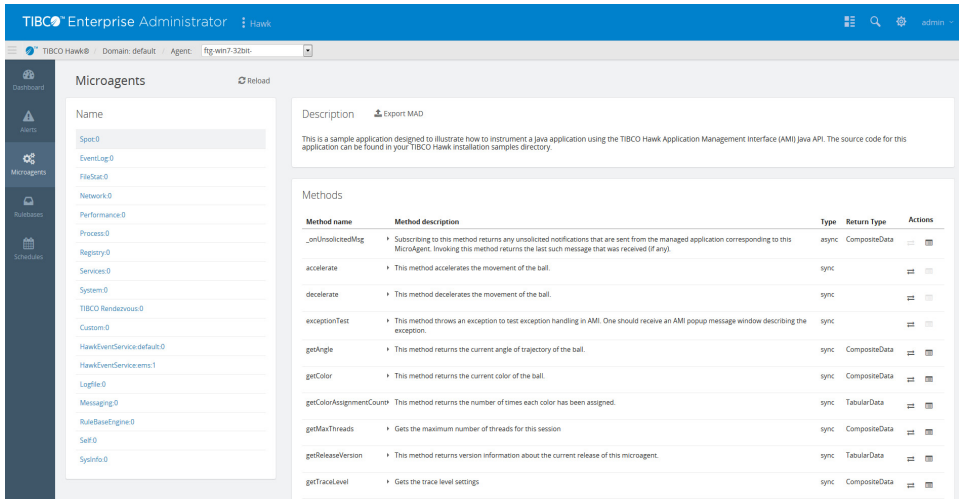 TIBCO™ Enterprise Administrator
Hawk
admin
TIBCO Hawk® / Domain: default / Agent: ftg-win7-32bit-
Dashboard
Alerts
Microagents
Rulebases
Schedules
Microagents
Reload
Name
Spot:0
EventLog:0
FileStat:0
Network:0
Performance:0
Process:0
Registry:0
Services:0
System:0
TIBCO Rendezvous:0
Custom:0
HawkEventService:default:0
HawkEventService:ems:1
Logfile:0
Messaging:0
RuleBaseEngine:0
Self:0
SysInfo:0
Description
Export MAD
This is a sample application designed to illustrate how to instrument a Java application using the TIBCO Hawk Application Management Interface (AMI) Java API. The source code for this
application can be found in your TIBCO Hawk installation samples directory.
Methods
Method name Method description Type Return Type Actions
_onUnsolicitedMsg Subscribing to this method returns any unsolicited notifications that are sent from the managed application corresponding to this async CompositeData
MicroAgent. Invoking this method returns the last such message that was received (if any).
accelerate This method accelerates the movement of the ball. sync
decelerate This method decelerates the movement of the ball. sync
exceptionTest This method throws an exception to test exception handling in AMI. One should receive an AMI popup message window describing the sync
exception.
getAngle This method returns the current angle of trajectory of the ball. sync CompositeData
getColor This method returns the current color of the ball. sync CompositeData
getColorAssignmentCount This method returns the number of times each color has been assigned. sync TabularData
getMaxThreads Gets the maximum number of threads for this session sync CompositeData
getReleaseVersion This method returns version information about the current release of this microagent. sync TabularData
getTraceLevel Gets the trace level settings sync CompositeData